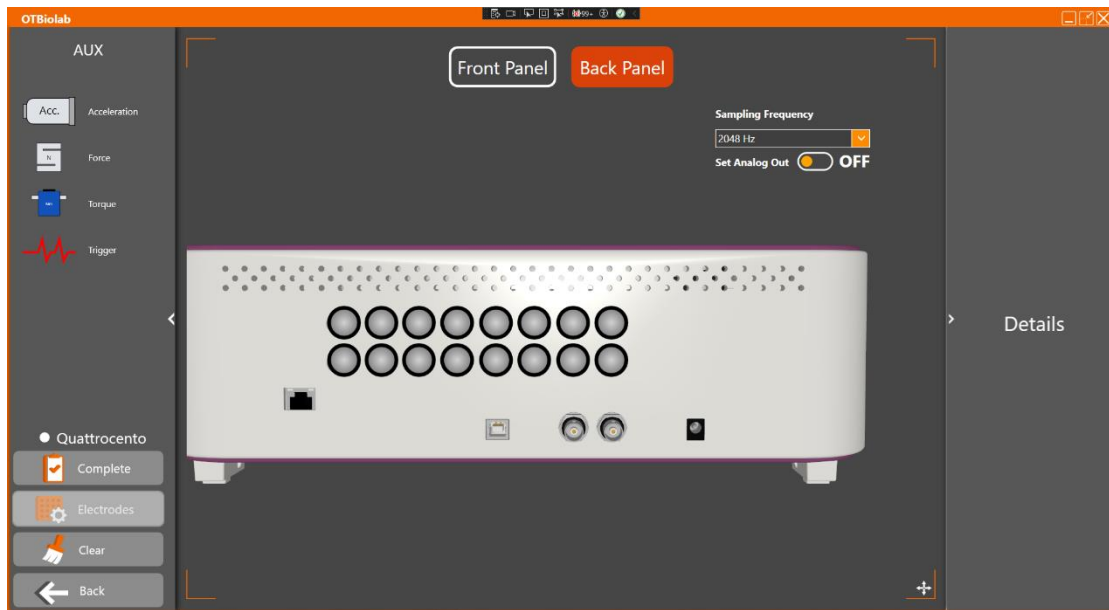 OTBiolab
99+
AUX
Front Panel
Back Panel
Acc.
Acceleration
Sampling Frequency
2048 Hz
Set Analog Out
OFF
N
Force
Torque
Trigger
Details
Quattrocento
Complete
Electrodes
Clear
Back